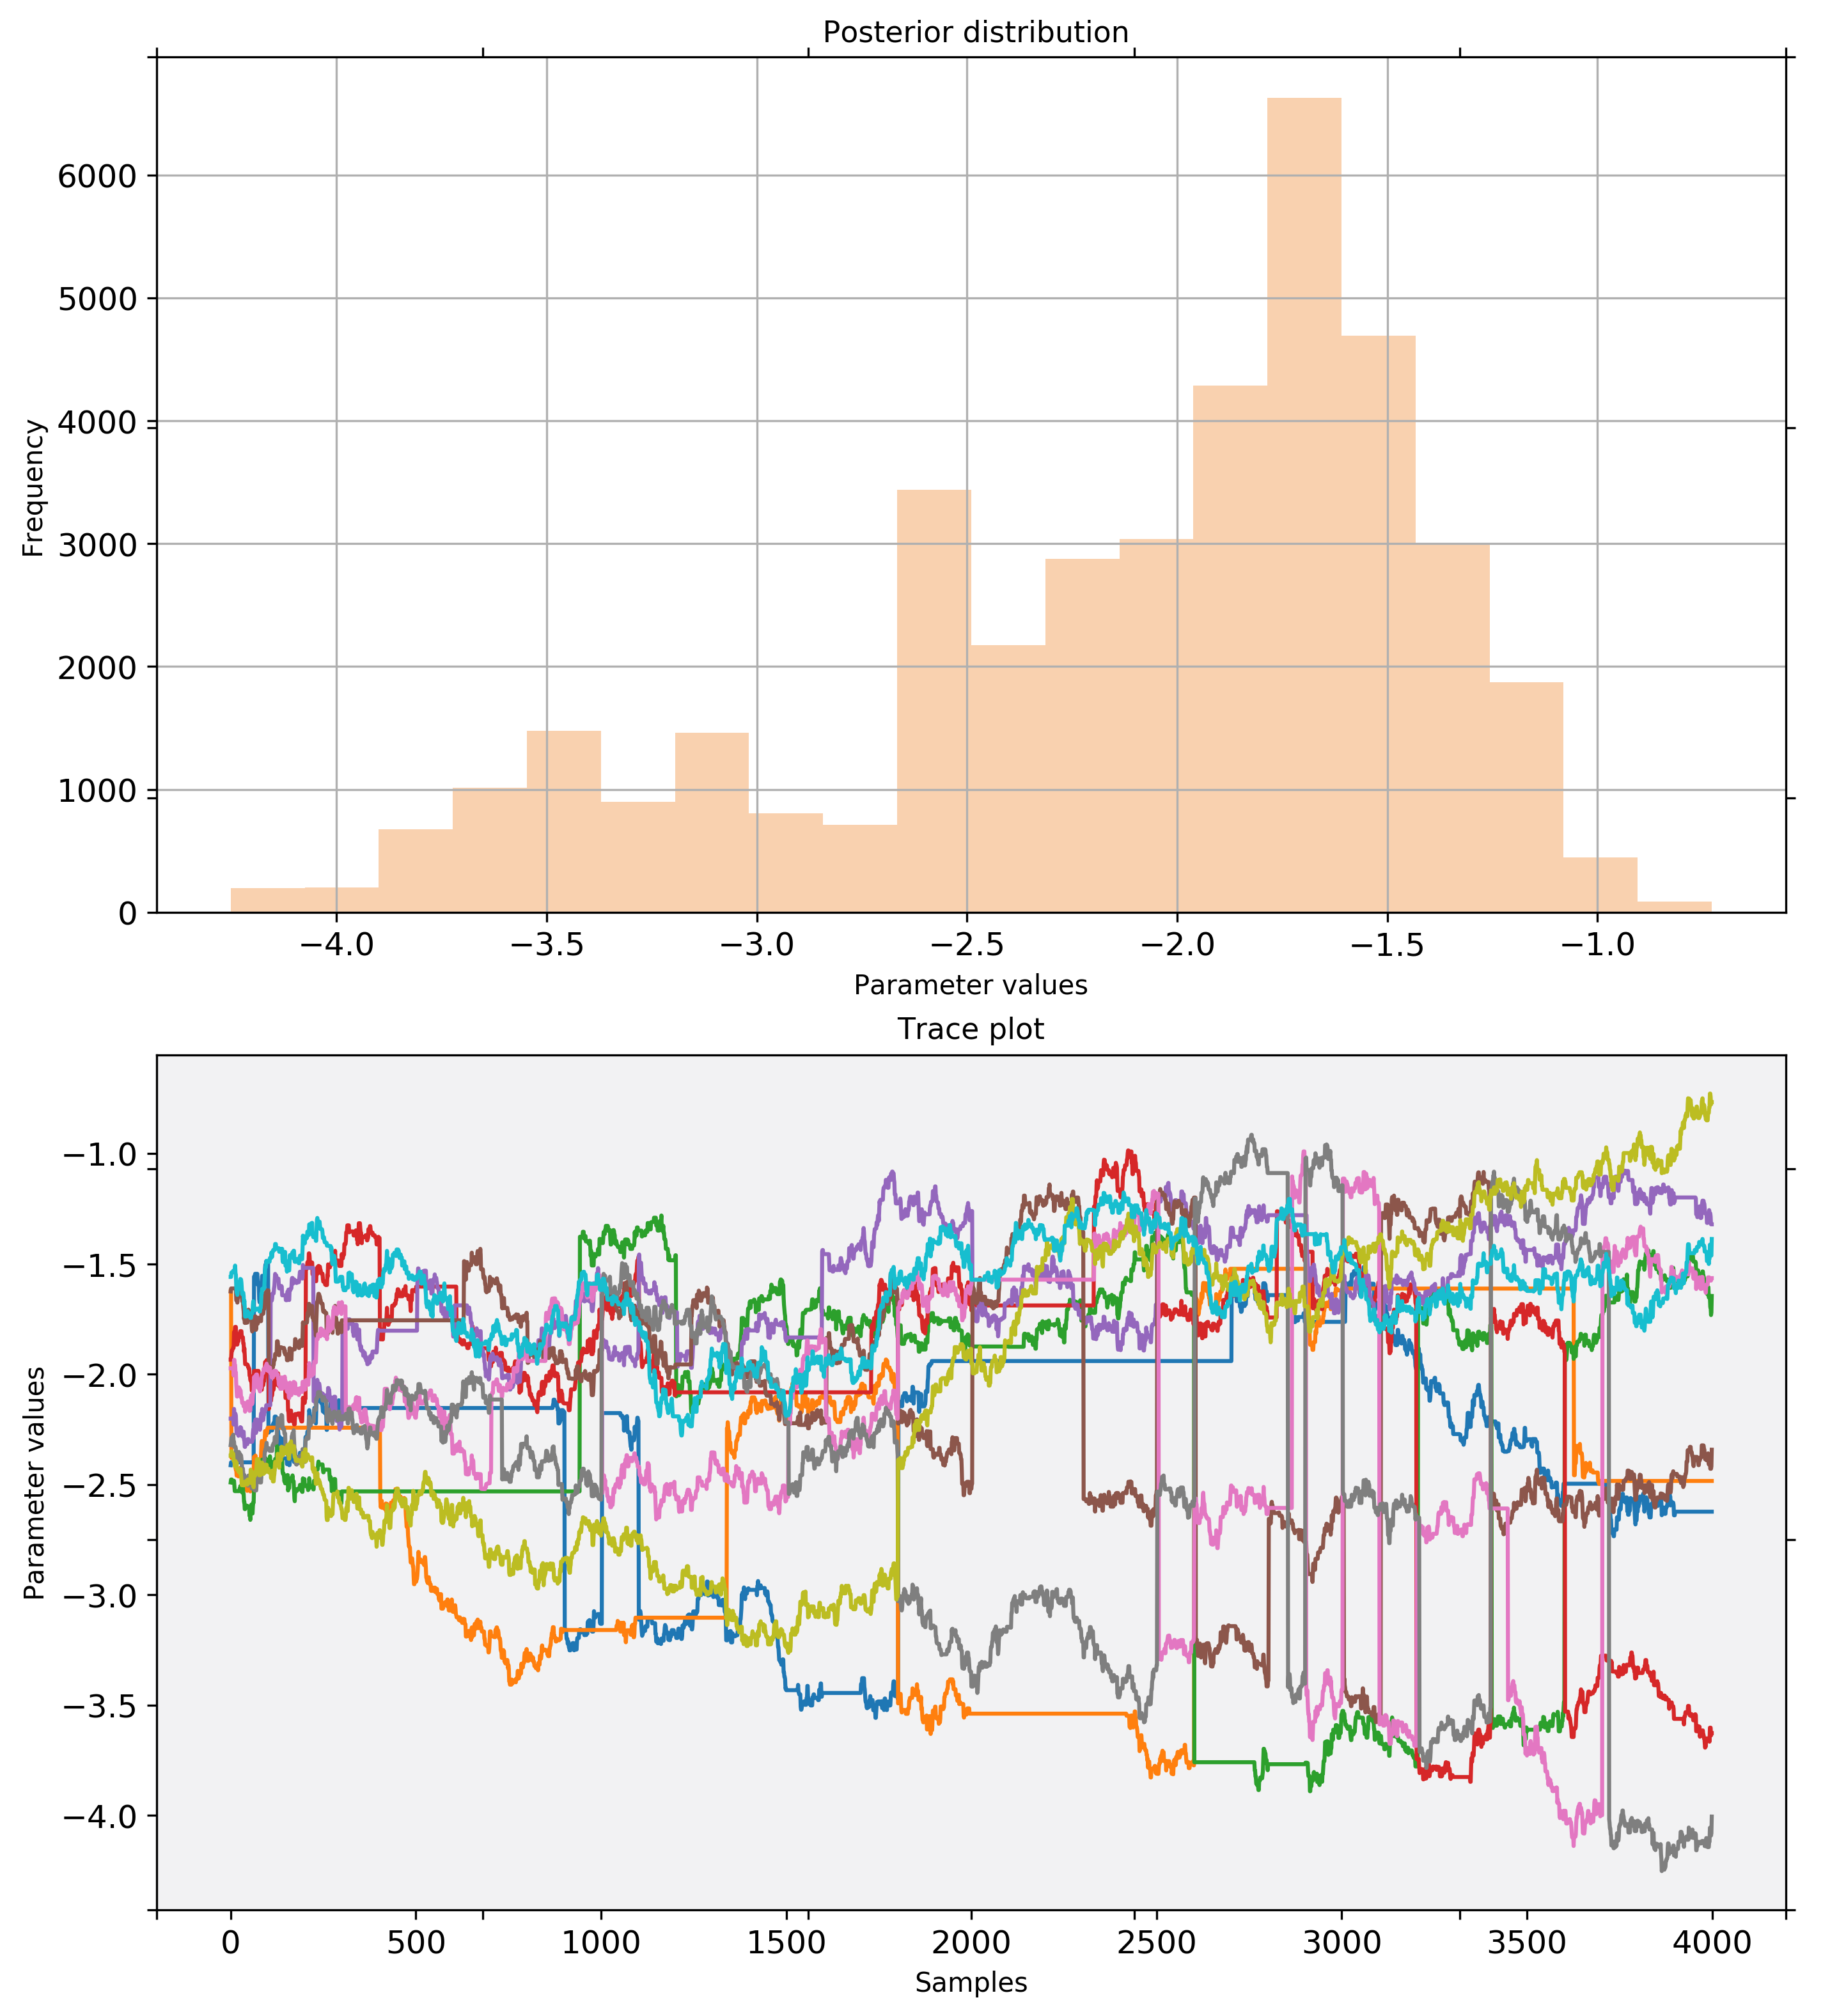 Posterior distribution
6000
5000
4000
3000
2000
1000
0
Frequency
−4.0 −3.5 −3.0 −2.5 −2.0 −1.5 −1.0
Parameter values
Trace plot
−1.0
−1.5
−2.0
−2.5
−3.0
−3.5
−4.0
Parameter values
0 500 1000 1500 2000 2500 3000 3500 4000
Samples